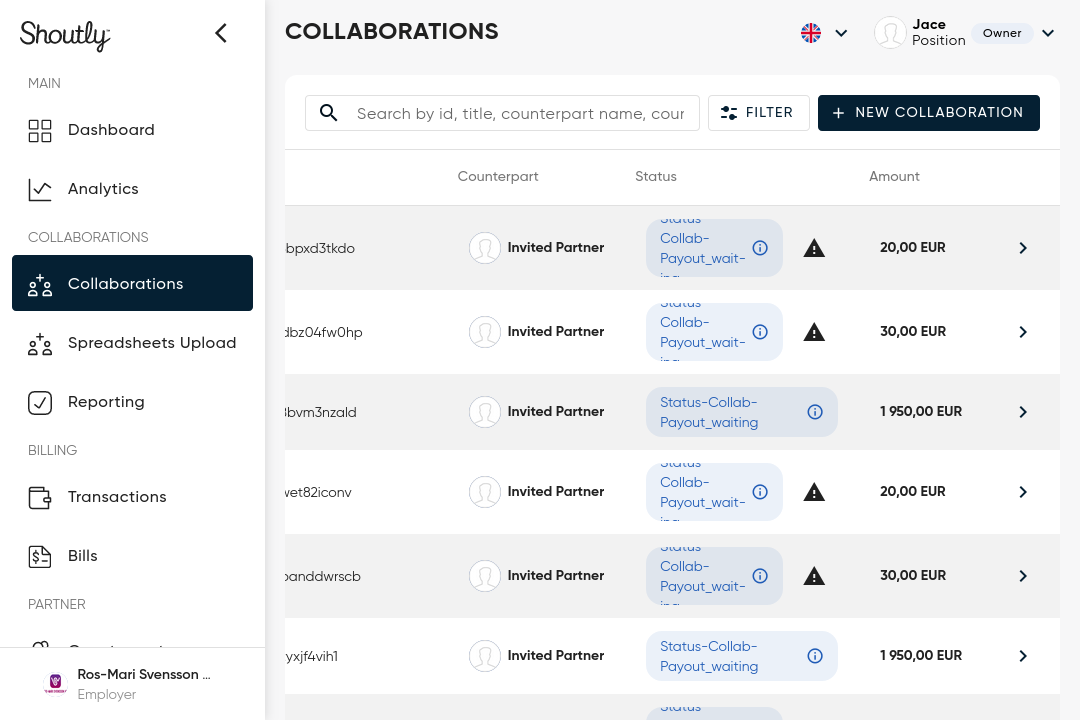 Shoutly
COLLABORATIONS
Jace
Position
Owner
MAIN
Dashboard
Analytics
COLLABORATIONS
Collaborations
Spreadsheets Upload
Reporting
BILLING
Transactions
Bills
PARTNER
Ros-Mari Svensson ...
Employer
Search by id, title, counterpart name, cour
FILTER
+ NEW COLLABORATION
Counterpart Status Amount
bpxd3tkdo Invited Partner 20,00 EUR
Status-
Collab-
Payout_wait-
ing
dbz04fw0hp Invited Partner 30,00 EUR
Status-
Collab-
Payout_wait-
ing
3bvm3nzald Invited Partner 1 950,00 EUR
Status-Collab-
Payout_waiting
wet82iconv Invited Partner 20,00 EUR
Status-
Collab-
Payout_wait-
ing
panddwrscb Invited Partner 30,00 EUR
Status-
Collab-
Payout_wait-
ing
yxjf4vih1 Invited Partner 1 950,00 EUR
Status-Collab-
Payout_waiting
Status-